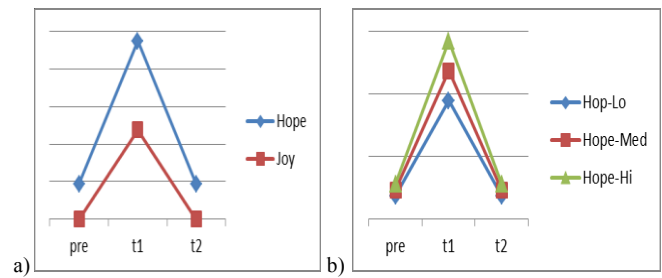 a)
Hope
Joy
pre t1 t2
b)
Hop-Lo
Hope-Med
Hope-Hi
pre t1 t2